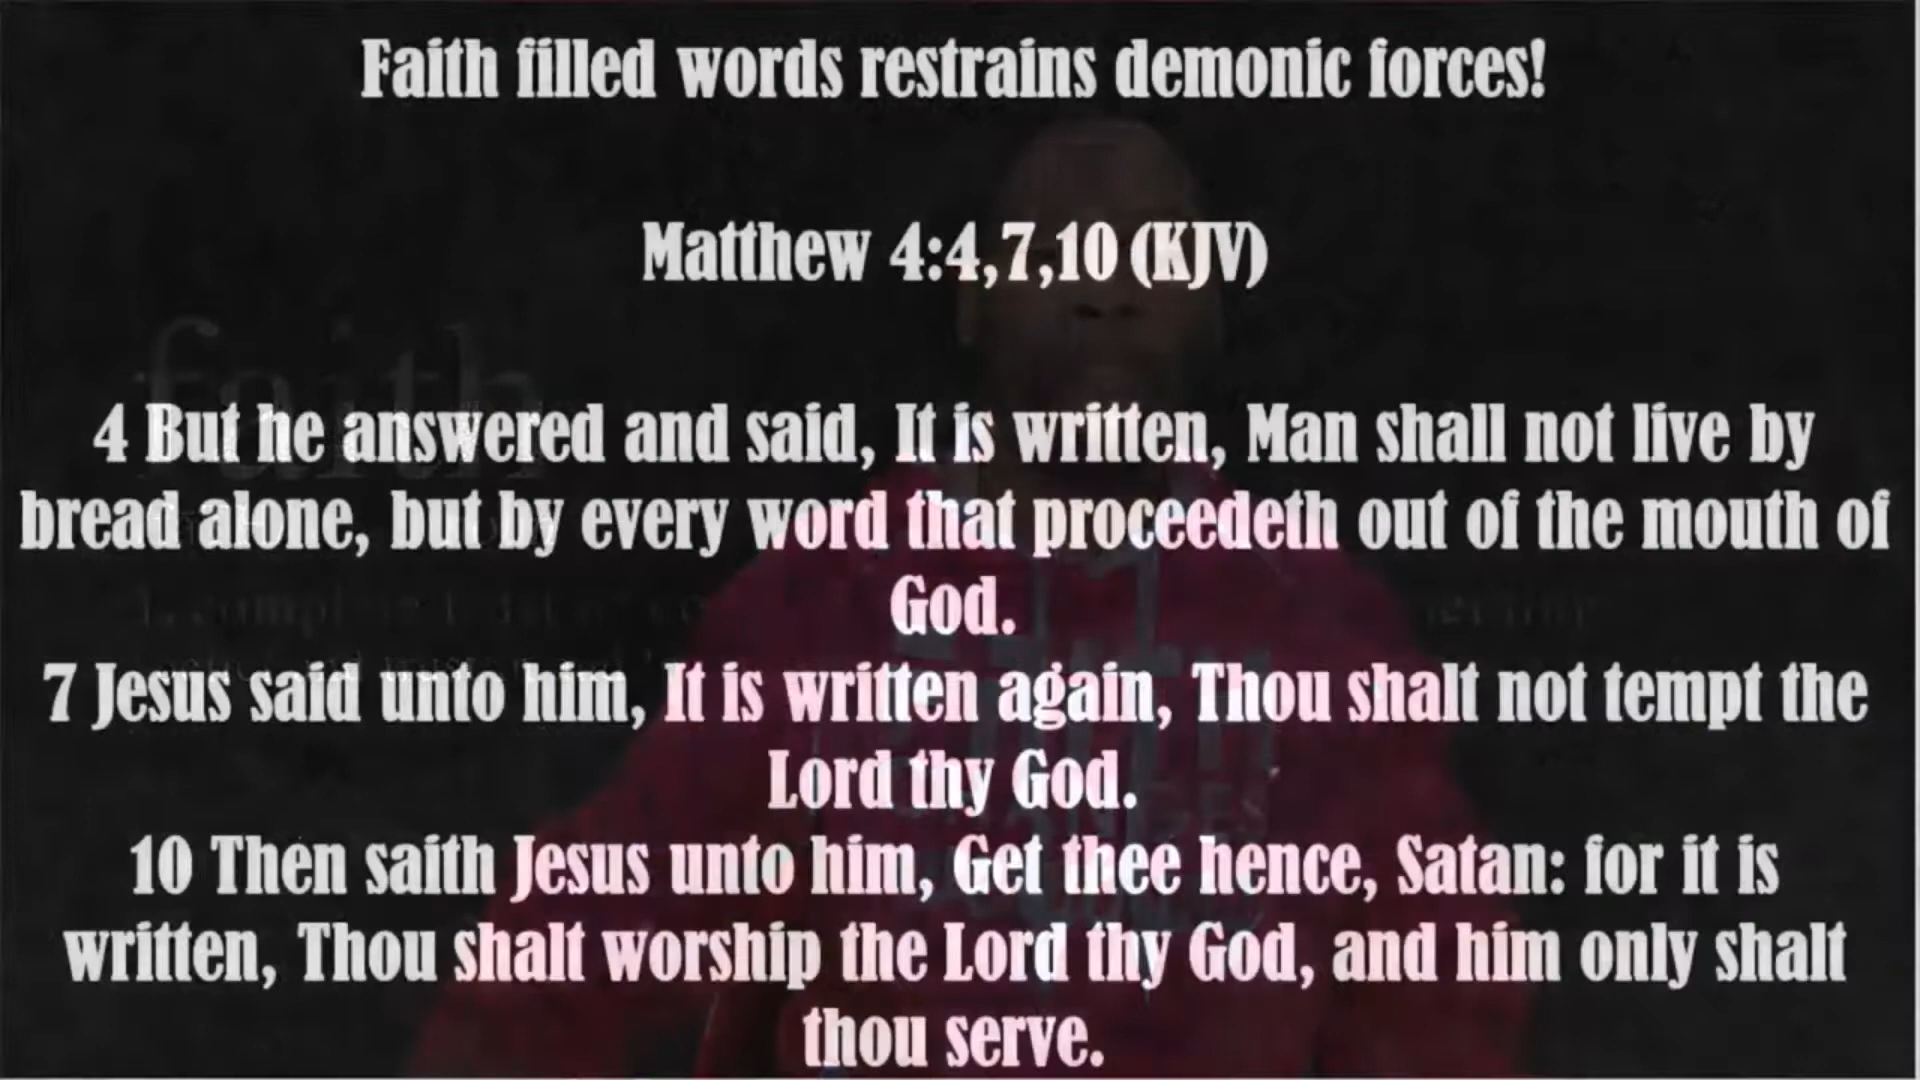 Faith filled words restrains demonic forces!
Matthew 4:4,7,10 (KJV)
4 But he answered and said, It is written, Man shall not live by
bread alone, but by every word that proceedeth out of the mouth of
God.
7 Jesus said unto him, It is written again, Thou shalt not tempt the
Lord thy God.
10 Then saith Jesus unto him, Get thee hence, Satan: for it is
written, Thou shalt worship the Lord thy God, and him only shalt
thou serve.
faith